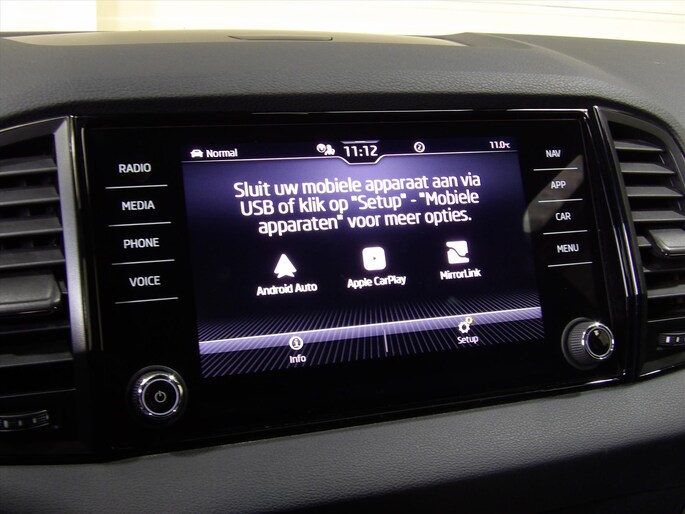 Normal 11:12 2 11.0°C
RADIO
MEDIA
PHONE
VOICE
Sluit uw mobiele apparaat aan via
USB of klik op "Setup" - "Mobiele
apparaten" voor meer opties.
Android Auto Apple CarPlay MirrorLink
Info Setup
NAV
APP
CAR
MENU